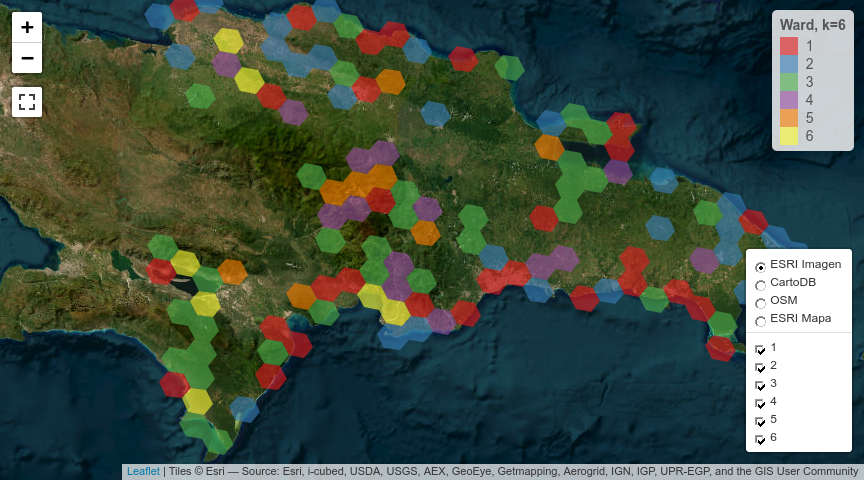 +
−
Ward, k=6
1
2
3
4
5
6
ESRI Imagen
CartoDB
OSM
ESRI Mapa
1
2
3
4
5
6
Leaflet | Tiles © Esri — Source: Esri, i-cubed, USDA, USGS, AEX, GeoEye, Getmapping, Aerogrid, IGN, IGP, UPR-EGP, and the GIS User Community